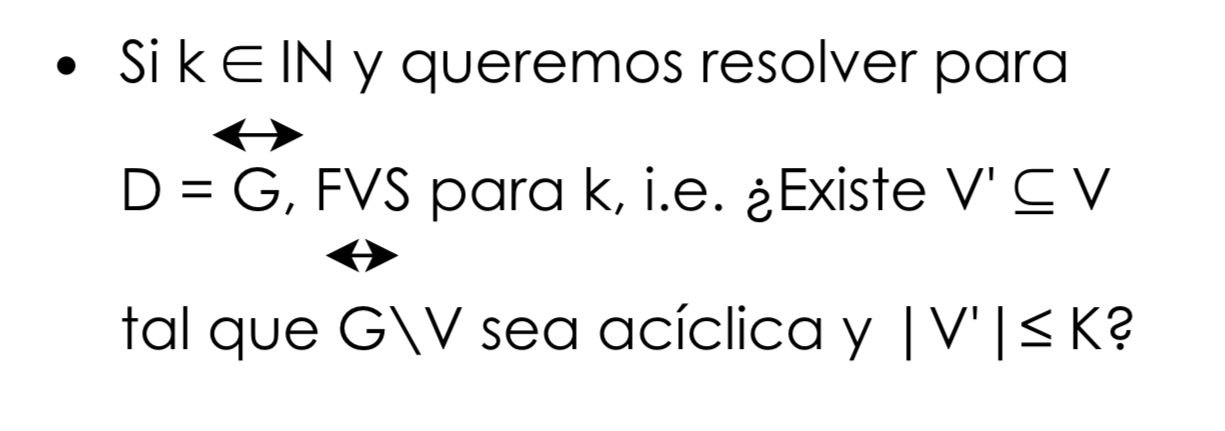 • Si k ∈ IN y queremos resolver para
D = G⃡, FVS para k, i.e. ¿Existe V' ⊆ V
tal que G⃡\V sea acíclica y |V'| ≤ K?